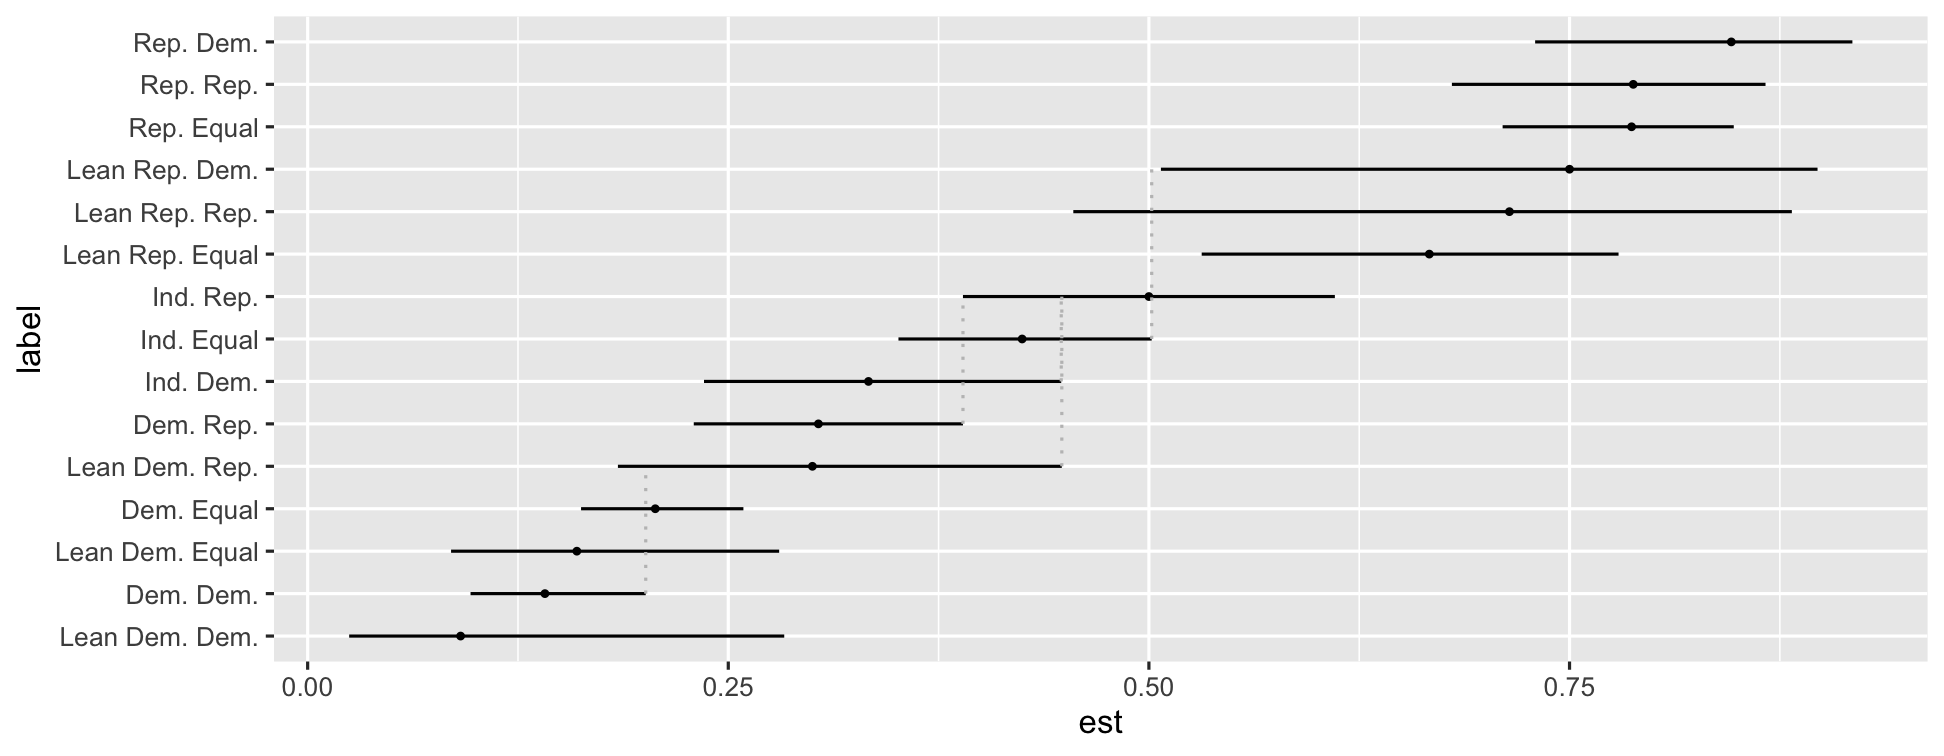 Rep. Dem.
Rep. Rep.
Rep. Equal
Lean Rep. Dem.
Lean Rep. Rep.
Lean Rep. Equal
Ind. Rep.
Ind. Equal
Ind. Dem.
Dem. Rep.
Lean Dem. Rep.
Dem. Equal
Lean Dem. Equal
Dem. Dem.
Lean Dem. Dem.
label
0.00 0.25 0.50 0.75
est